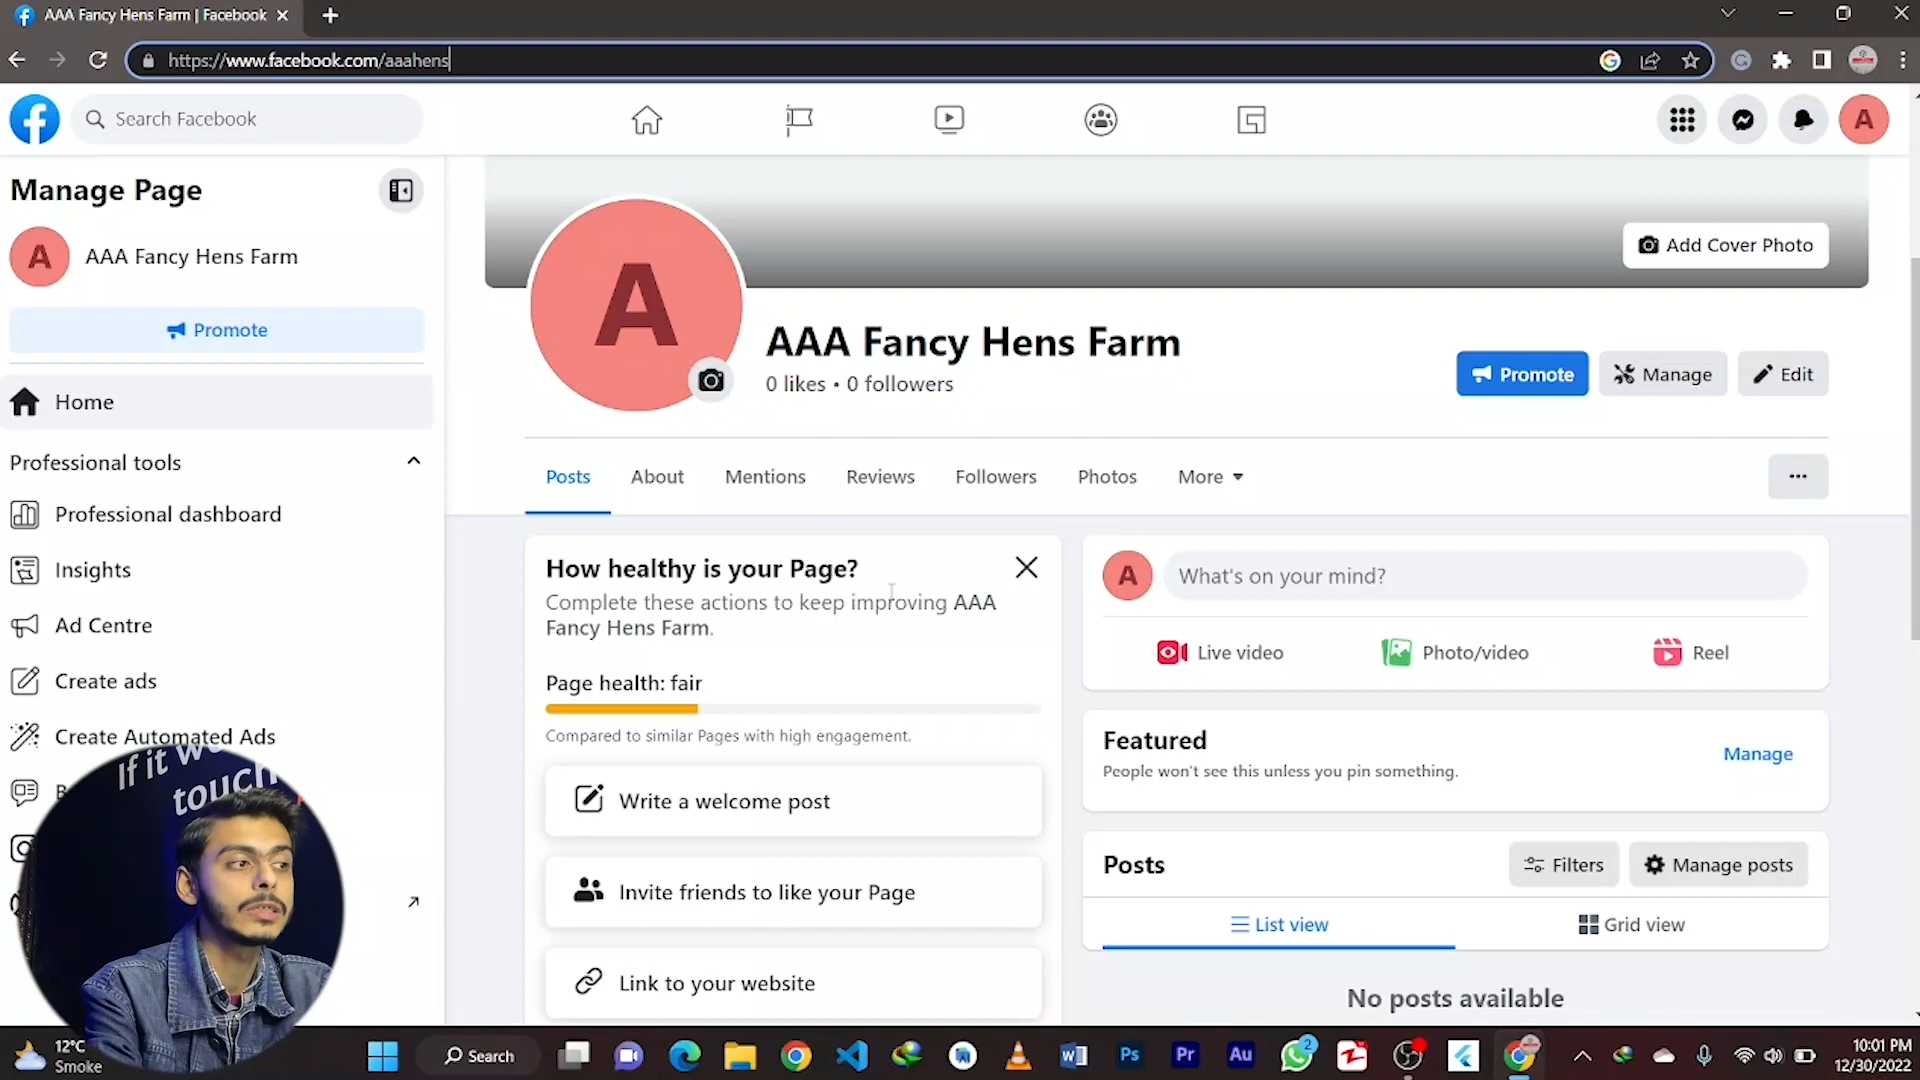 AAA Fancy Hens Farm | Facebook
https://www.facebook.com/aaahens
Search Facebook
A
Manage Page
A
AAA Fancy Hens Farm
Promote
Home
Professional tools
Professional dashboard
Insights
Ad Centre
Create ads
Create Automated Ads
If it
touch
Add Cover Photo
A
AAA Fancy Hens Farm
0 likes • 0 followers
Promote
Manage
Edit
Posts
About
Mentions
Reviews
Followers
Photos
More
How healthy is your Page?
Complete these actions to keep improving AAA
Fancy Hens Farm.
Page health: fair
Compared to similar Pages with high engagement.
Write a welcome post
Invite friends to like your Page
Link to your website
A
What's on your mind?
Live video
Photo/video
Reel
Featured
Manage
People won't see this unless you pin something.
Posts
Filters
Manage posts
List view
Grid view
No posts available
12°C
Smoke
Search
Ps
Pr
Au
2
10:01 PM
12/30/2022